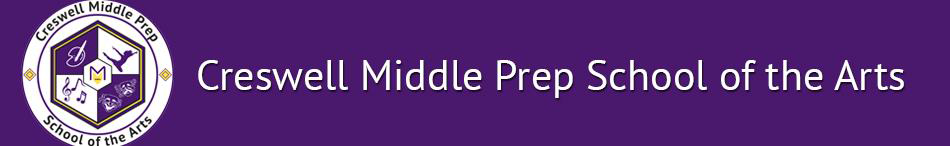 Creswell Middle Prep
M
School of the Arts
Creswell Middle Prep School of the Arts